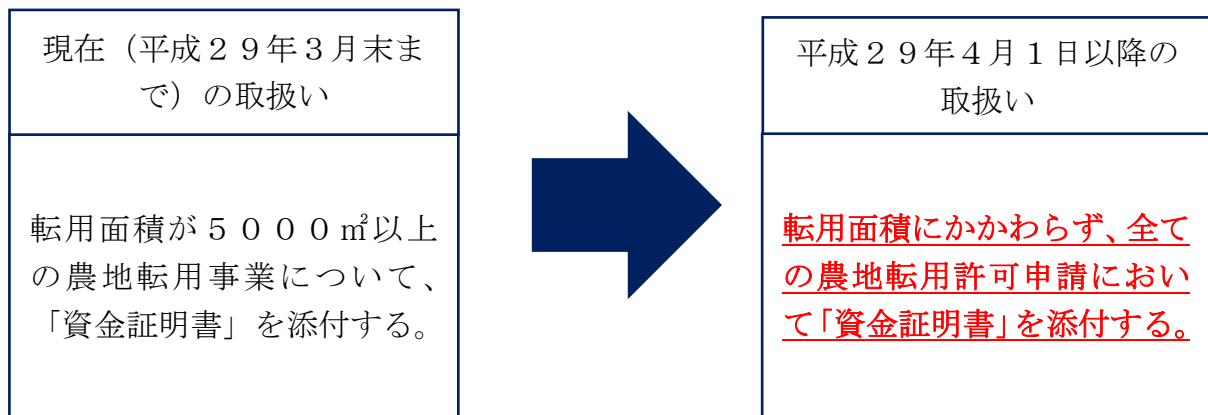 現在（平成２９年３月末ま
で）の取扱い
転用面積が５０００㎡以上
の農地転用事業について、
「資金証明書」を添付する。
平成２９年４月１日以降の
取扱い
転用面積にかかわらず、全て
の農地転用許可申請におい
て「資金証明書」を添付する。